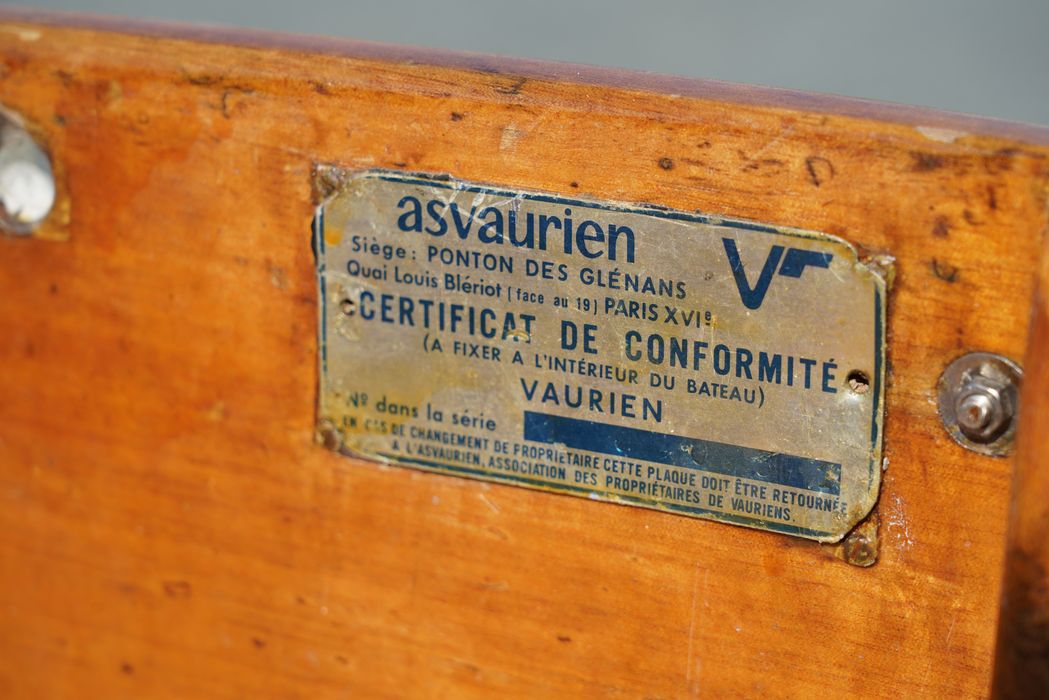 asvaurien
Siège: PONTON DES GLÉNANS
Quai Louis Blériot (face au 19) PARIS XVIᵉ
CERTIFICAT DE CONFORMITÉ
(A FIXER A L'INTÉRIEUR DU BATEAU)
VAURIEN
Nº dans la série
EN CAS DE CHANGEMENT DE PROPRIÉTAIRE CETTE PLAQUE DOIT ÊTRE RETOURNÉE
A L'ASVAURIEN, ASSOCIATION DES PROPRIÉTAIRES DE VAURIENS.